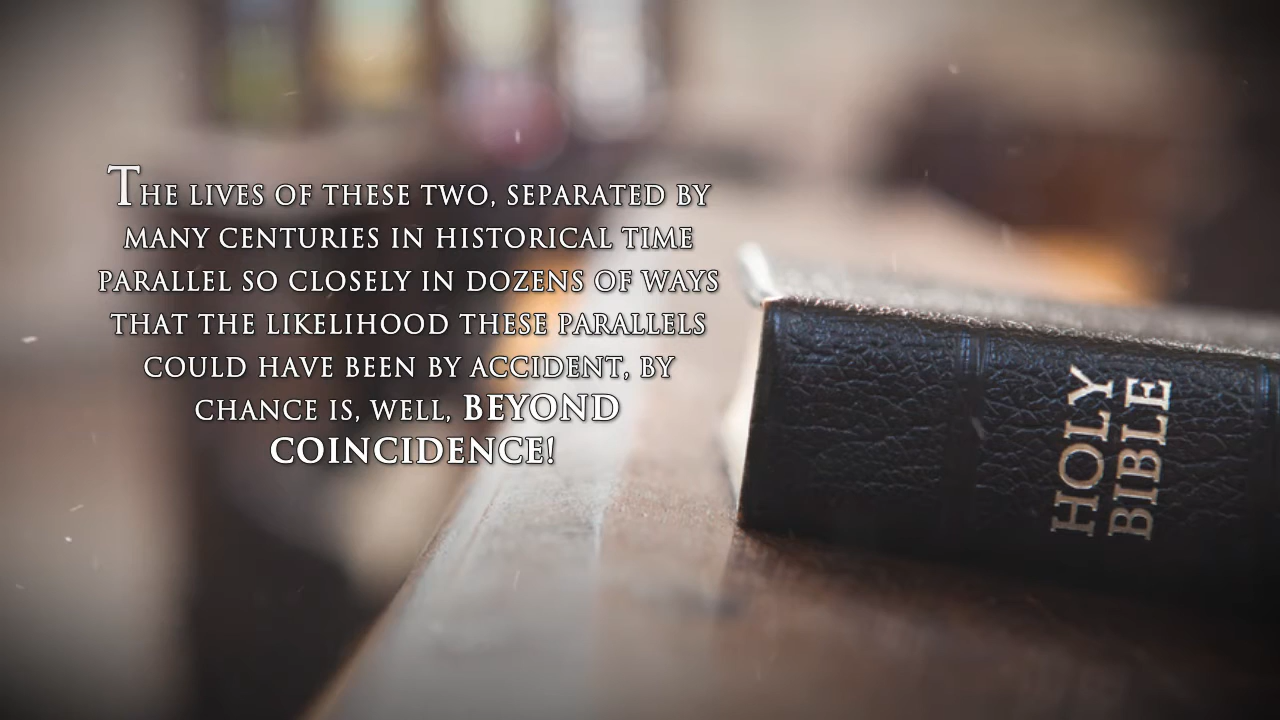 THE LIVES OF THESE TWO, SEPARATED BY
MANY CENTURIES IN HISTORICAL TIME
PARALLEL SO CLOSELY IN DOZENS OF WAYS
THAT THE LIKELIHOOD THESE PARALLELS
COULD HAVE BEEN BY ACCIDENT, BY
CHANCE IS, WELL, BEYOND
COINCIDENCE!
HOLY
BIBLE